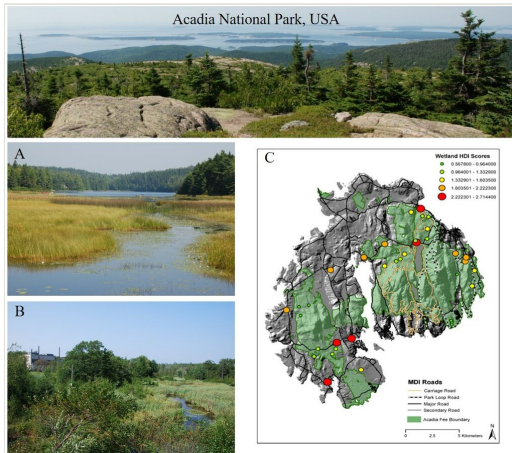 Acadia National Park, USA
A
B
C
Wetland HDI Scores
0.567800 - 0.964000
0.964001 - 1.332900
1.332901 - 1.603500
1.603501 - 2.222300
2.222301 - 2.714400
MDI Roads
Carriage Road
Park Loop Road
Major Road
Secondary Road
Acadia Fee Boundary
N
0 2.5 5 Kilometers